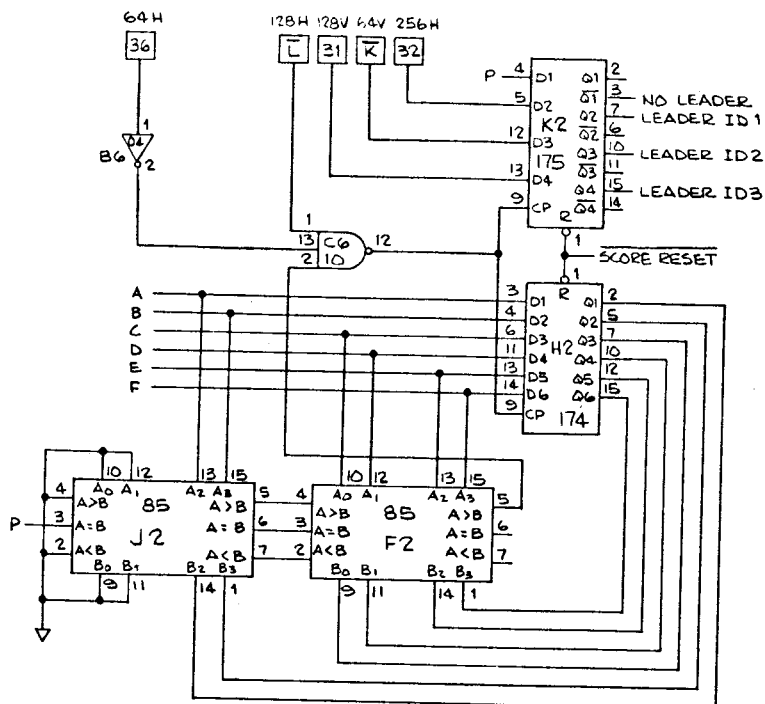 64H
128H 128V 64V 256H
36
L 31 K 32
P 4 D1 Q1 2
Q1 3 NO LEADER
5 D2 Q2 7 LEADER ID1
K2 Q2 6
12 D3 Q3 10 LEADER ID2
175 Q3 11
13 D4 Q4 15 LEADER ID3
9 CP Q4 14
R
1
SCORE RESET
1
04
B6 2
1
13 C6 12
2 10
1
R
A 3 D1 Q1 2
B 4 D2 Q2 5
C 6 D3 Q3 7
H2
D 11 D4 Q4 10
E 13 D5 Q5 12
F 14 D6 Q6 15
9 CP 174
10 12 13 15
A0 A1 A2 A3
4 A>B 85 A>B 5
P 3 A=B A=B 6
J2
2 A<B A<B 7
B0 B1 B2 B3
9 11 14 1
10 12 13 15
A0 A1 A2 A3
4 A>B 85 A>B 5
3 A=B A=B 6
F2
2 A<B A<B 7
B0 B1 B2 B3
9 11 14 1